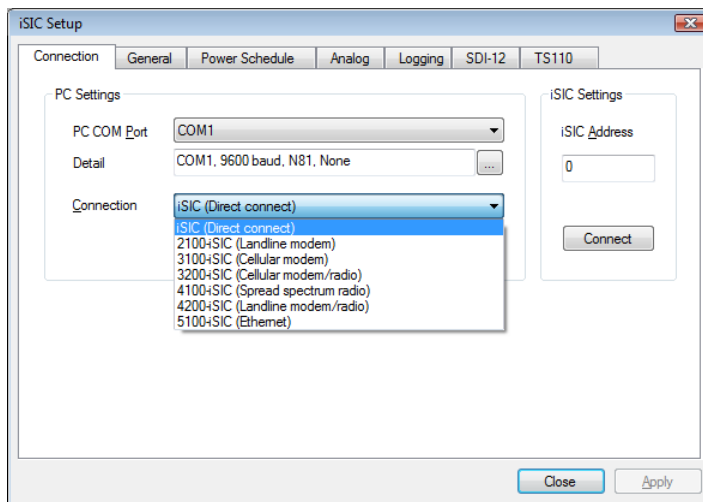 iSIC Setup
Connection General Power Schedule Analog Logging SDI-12 TS110
PC Settings
PC COM Port COM1
Detail COM1, 9600 baud, N81, None ...
Connection iSIC (Direct connect)
iSIC (Direct connect)
2100-iSIC (Landline modem)
3100-iSIC (Cellular modem)
3200-iSIC (Cellular modem/radio)
4100-iSIC (Spread spectrum radio)
4200-iSIC (Landline modem/radio)
5100-iSIC (Ethernet)
iSIC Settings
iSIC Address
0
Connect
Close Apply